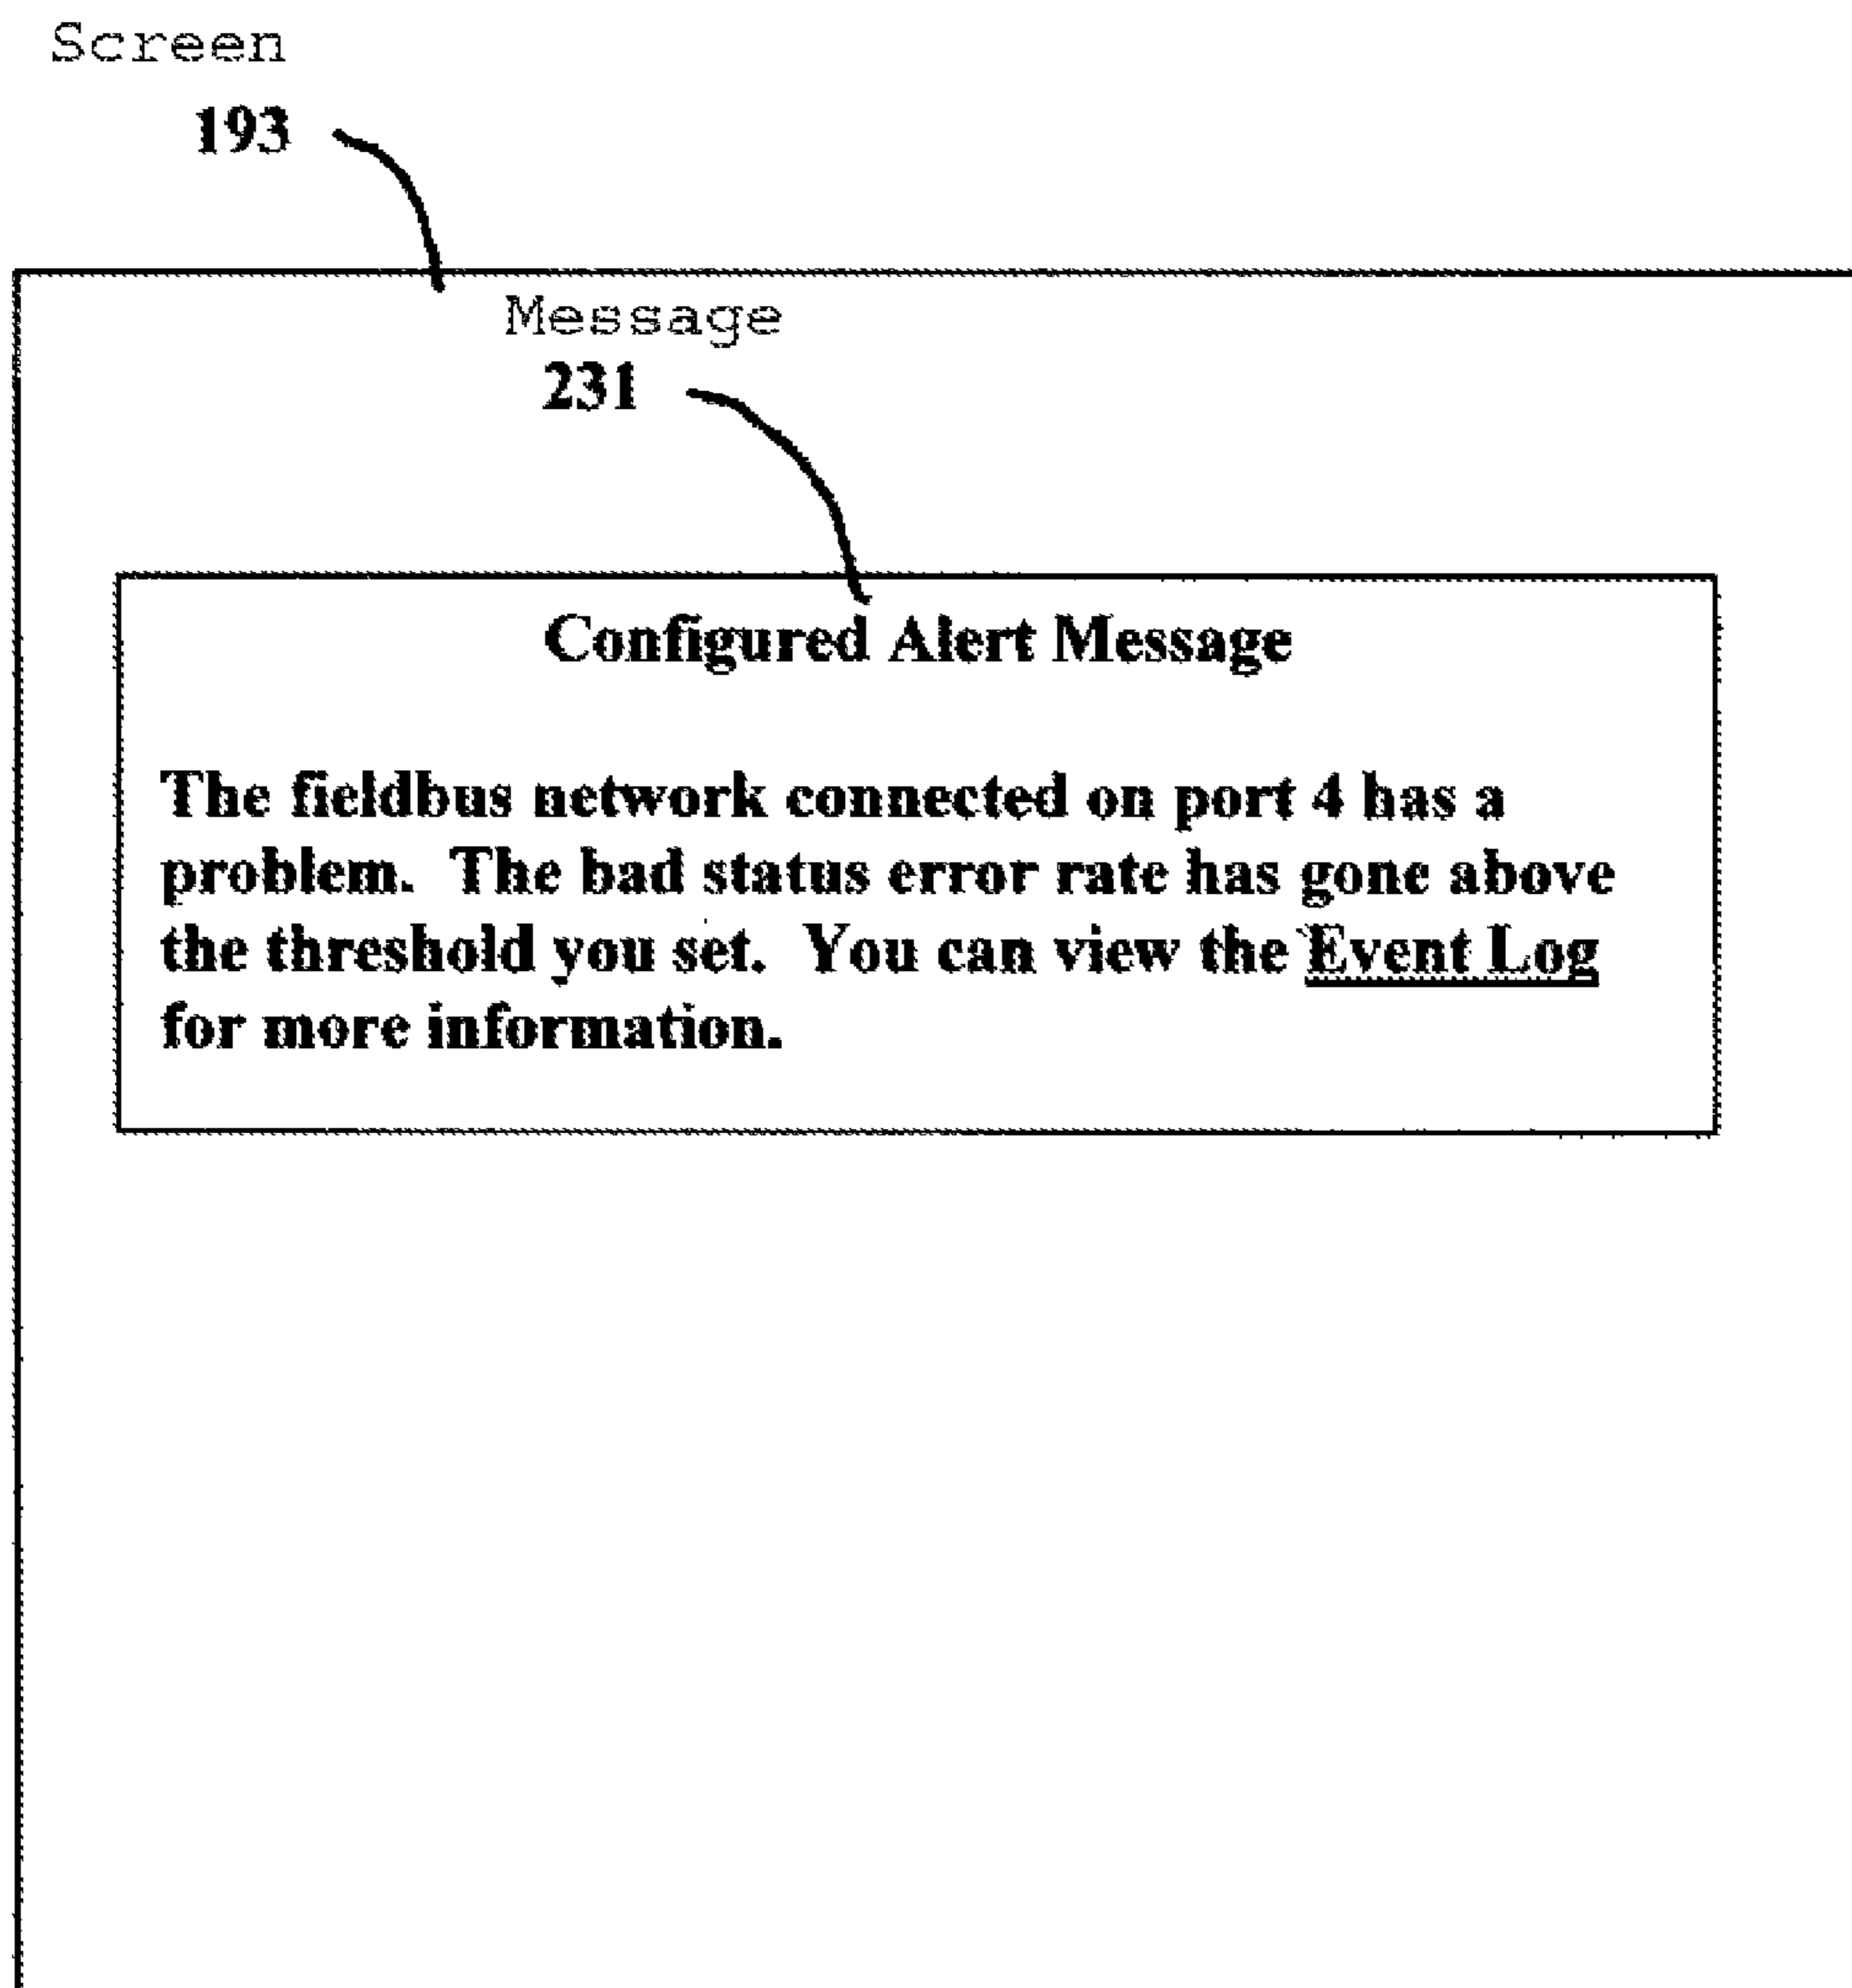 Screen
193
Message
231
Configured Alert Message
The fieldbus network connected on port 4 has a
problem.  The bad status error rate has gone above
the threshold you set.  You can view the Event Log
for more information.